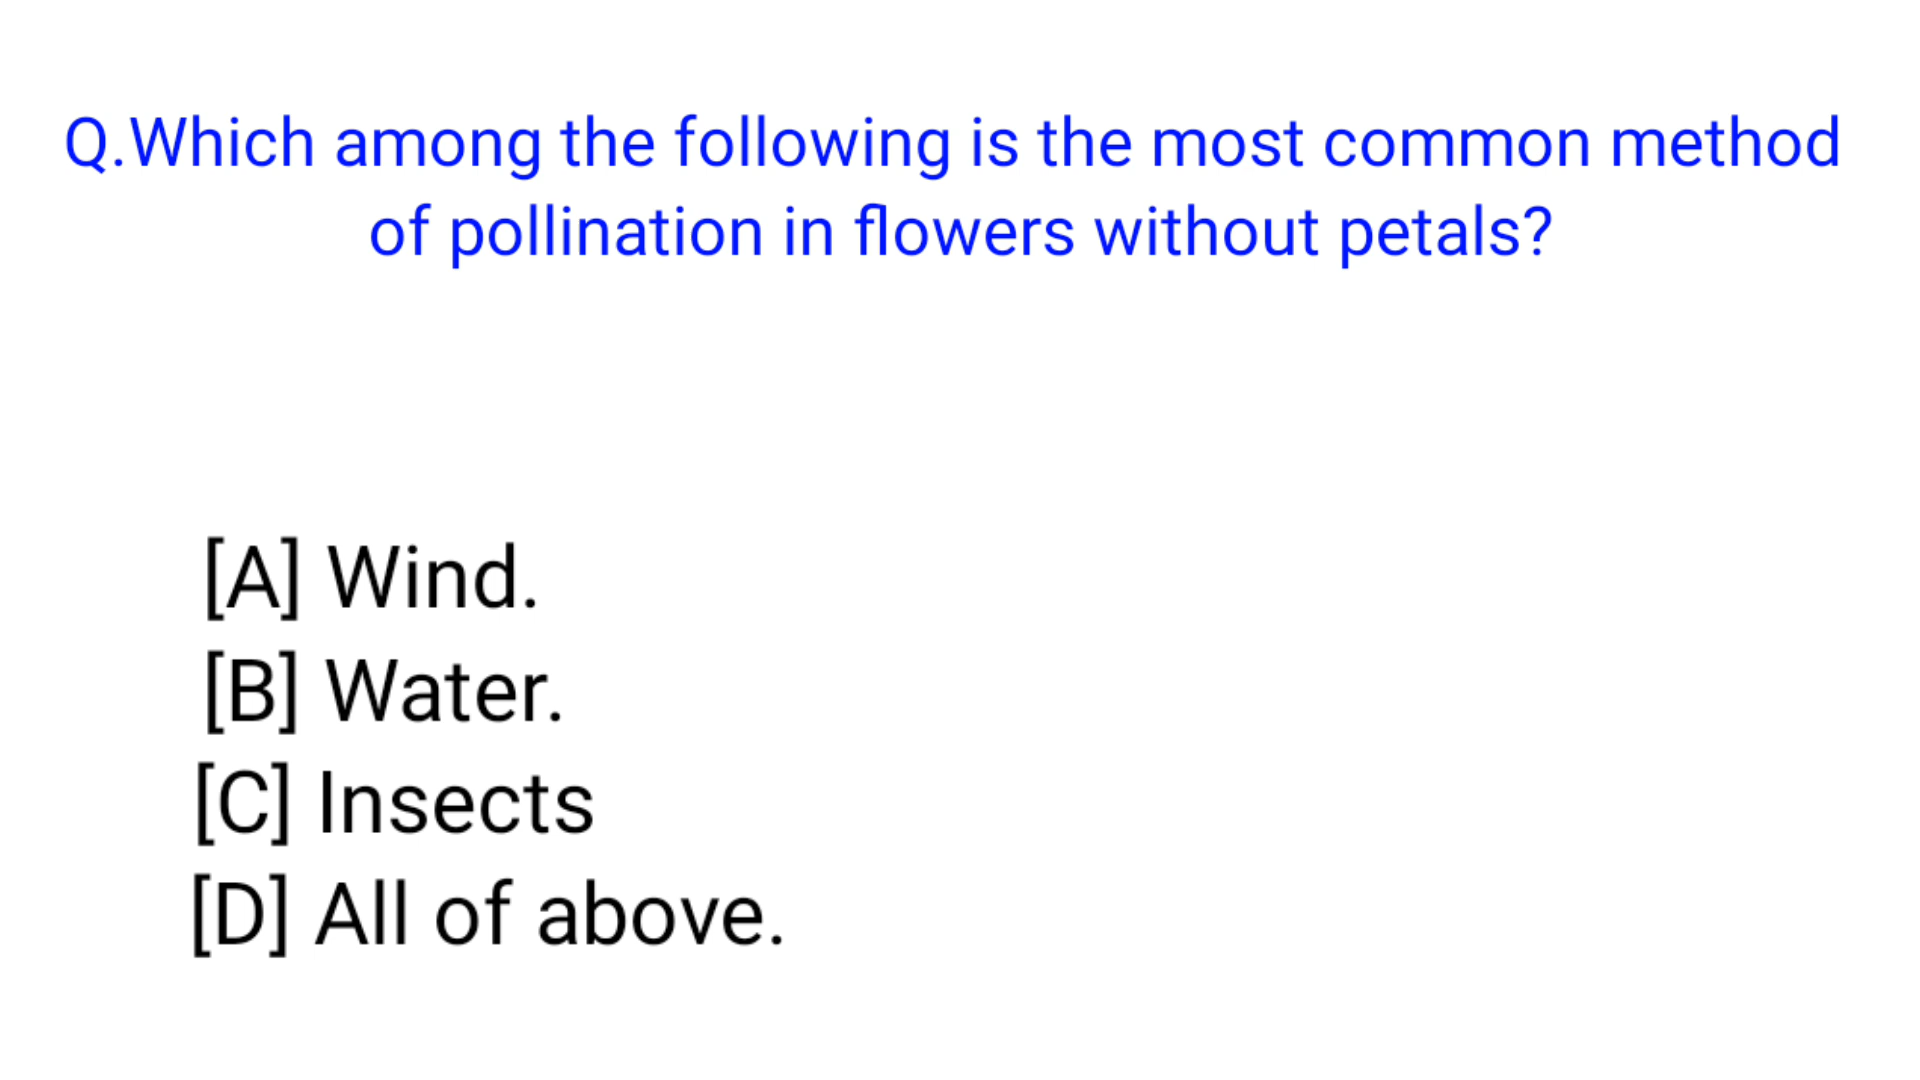 Q.Which among the following is the most common method
of pollination in flowers without petals?
[A] Wind.
[B] Water.
[C] Insects
[D] All of above.